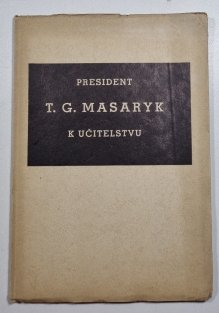 PRESIDENT
T. G. MASARYK
K UČITELSTVU